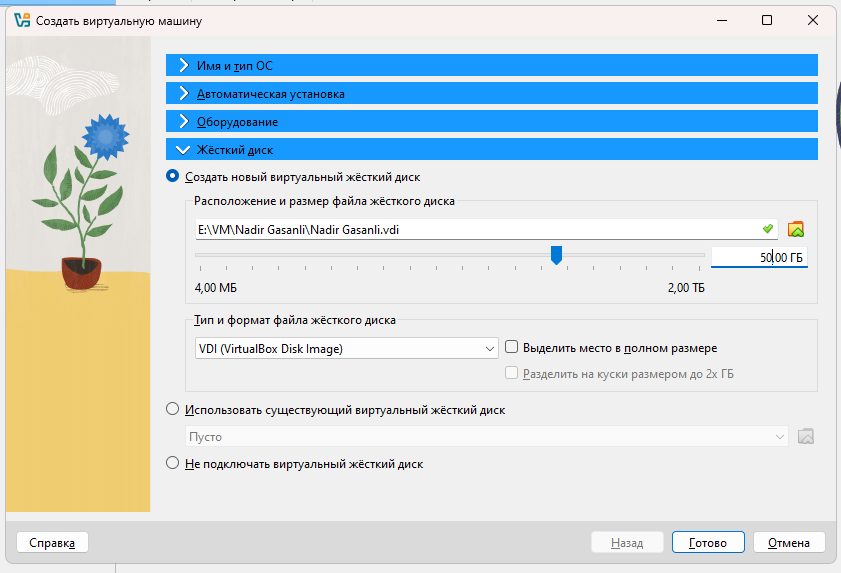 Создать виртуальную машину
Имя и тип ОС
Автоматическая установка
Оборудование
Жёсткий диск
Создать новый виртуальный жёсткий диск
Расположение и размер файла жёсткого диска
E:\VM\Nadir Gasanli\Nadir Gasanli.vdi
50,00 ГБ
4,00 МБ
2,00 ТБ
Тип и формат файла жёсткого диска
VDI (VirtualBox Disk Image)
Выделить место в полном размере
Разделить на куски размером до 2х ГБ
Использовать существующий виртуальный жёсткий диск
Пусто
Не подключать виртуальный жёсткий диск
Справка
Назад
Готово
Отмена